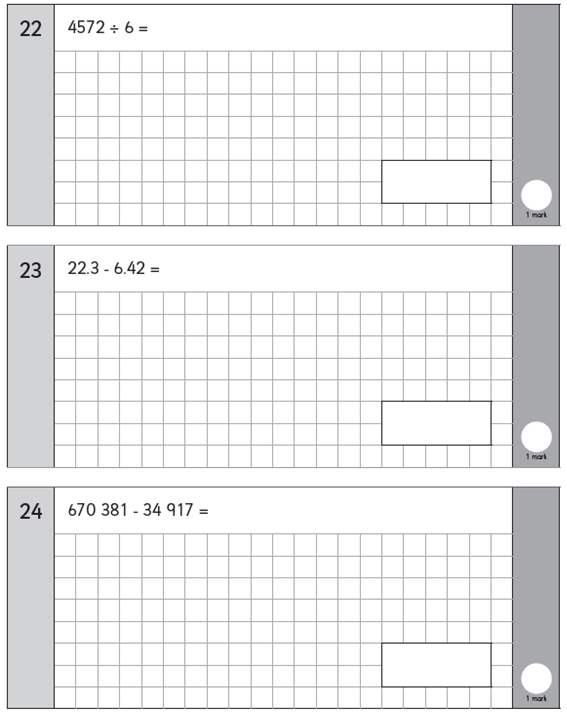 22
4572 ÷ 6 =
1 mark
23
22.3 - 6.42 =
1 mark
24
670 381 - 34 917 =
1 mark